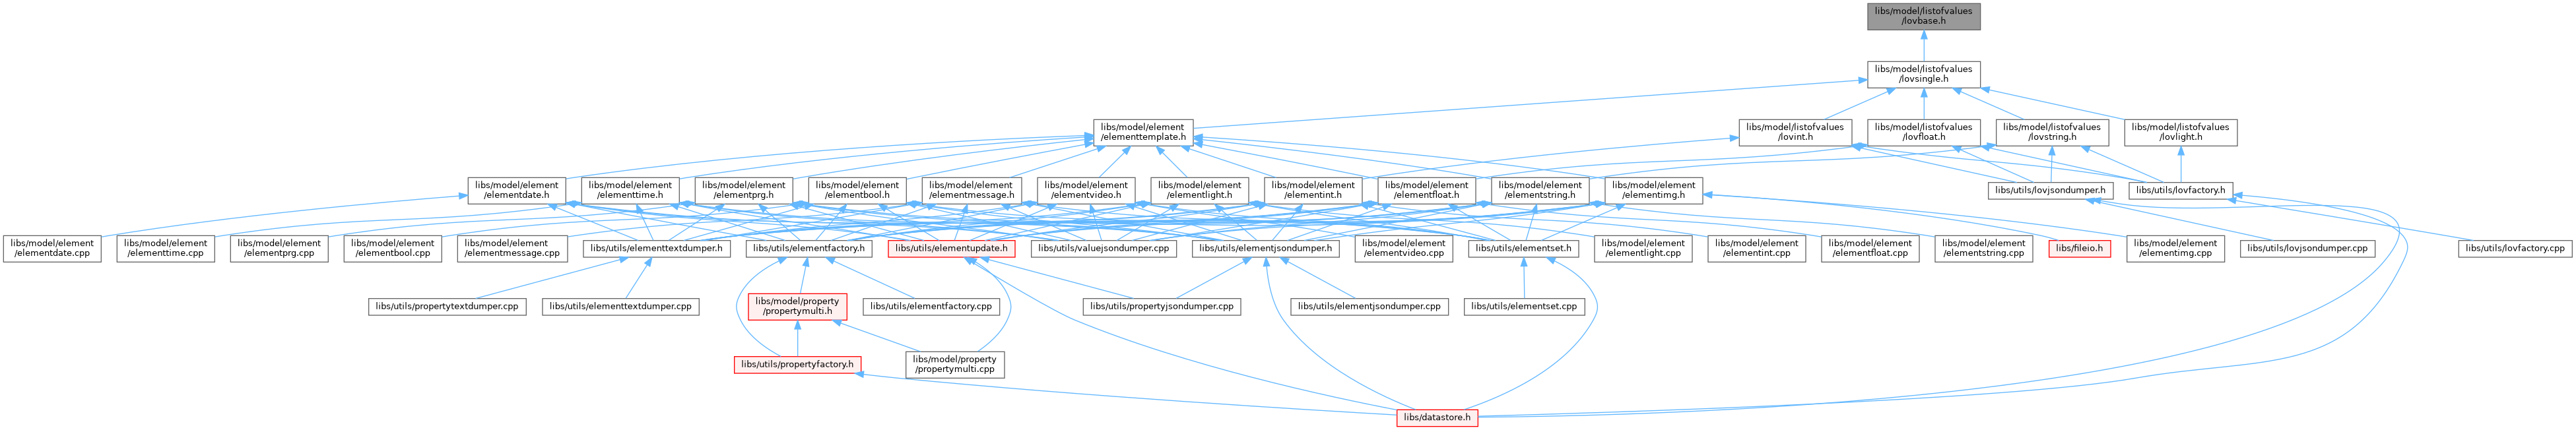 libs/model/listofvalues
/lovbase.h
libs/model/listofvalues
/lovsingle.h
libs/model/element
/elementtemplate.h
libs/model/listofvalues
/lovint.h
libs/model/listofvalues
/lovfloat.h
libs/model/listofvalues
/lovstring.h
libs/model/listofvalues
/lovlight.h
libs/model/element
/elementdate.h
libs/model/element
/elementtime.h
libs/model/element
/elementprg.h
libs/model/element
/elementbool.h
libs/model/element
/elementmessage.h
libs/model/element
/elementvideo.h
libs/model/element
/elementlight.h
libs/model/element
/elementint.h
libs/model/element
/elementfloat.h
libs/model/element
/elementstring.h
libs/model/element
/elementimg.h
libs/utils/lovjsondumper.h
libs/utils/lovfactory.h
libs/model/element
/elementdate.cpp
libs/model/element
/elementtime.cpp
libs/model/element
/elementprg.cpp
libs/model/element
/elementbool.cpp
libs/model/element
/elementmessage.cpp
libs/utils/elementtextdumper.h
libs/utils/elementfactory.h
libs/utils/elementupdate.h
libs/utils/valuejsondumper.cpp
libs/utils/elementjsondumper.h
libs/model/element
/elementvideo.cpp
libs/utils/elementset.h
libs/model/element
/elementlight.cpp
libs/model/element
/elementint.cpp
libs/model/element
/elementfloat.cpp
libs/model/element
/elementstring.cpp
libs/fileio.h
libs/model/element
/elementimg.cpp
libs/utils/lovjsondumper.cpp
libs/utils/lovfactory.cpp
libs/utils/propertytextdumper.cpp
libs/utils/elementtextdumper.cpp
libs/model/property
/propertymulti.h
libs/utils/elementfactory.cpp
libs/utils/propertyjsondumper.cpp
libs/utils/elementjsondumper.cpp
libs/utils/elementset.cpp
libs/utils/propertyfactory.h
libs/model/property
/propertymulti.cpp
libs/datastore.h